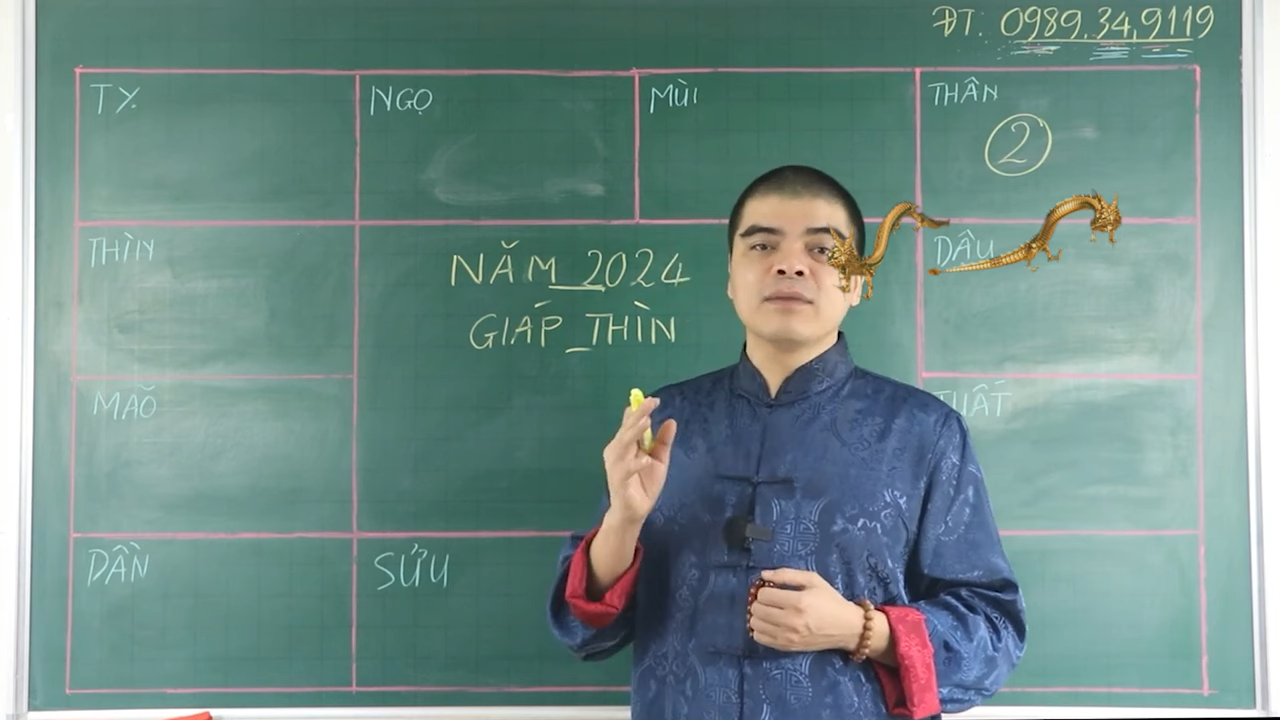 ĐT: 0989.34.9119
TỴ
NGỌ
MÙI
THÂN
2
THÌN
NĂM 2024
DẬU
GIÁP THÌN
MÃO
TUẤT
DẦN
SỬU